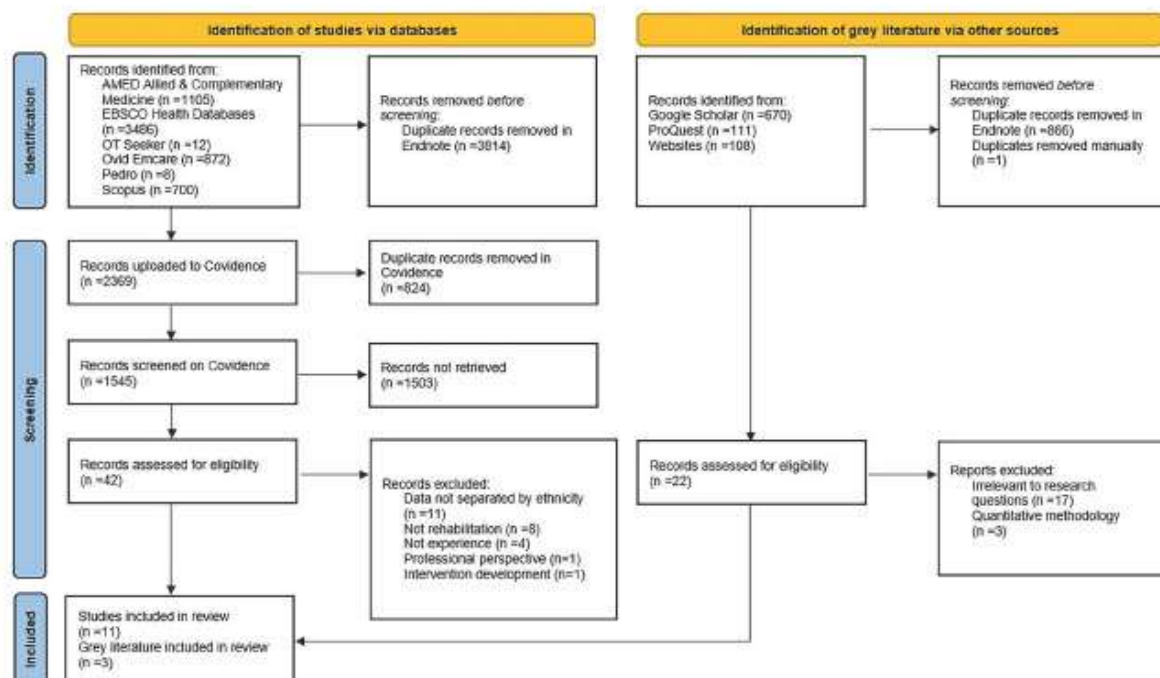 Identification of studies via databases
Identification of grey literature via other sources
Identification
Records identified from:
AMED Allied & Complementary
Medicine (n =1105)
EBSCO Health Databases
(n =3486)
OT Seeker (n =12)
Ovid Emcare (n =872)
Pedro (n =8)
Scopus (n =700)
Records removed before
screening:
Duplicate records removed in
Endnote (n =3814)
Records identified from:
Google Scholar (n =670)
ProQuest (n =111)
Websites (n =108)
Records removed before
screening:
Duplicate records removed in
Endnote (n =866)
Duplicates removed manually
(n =1)
Screening
Records uploaded to Covidence
(n =2369)
Duplicate records removed in
Covidence
(n =824)
Records screened on Covidence
(n =1545)
Records not retrieved
(n =1503)
Records assessed for eligibility
(n =42)
Records excluded:
Data not separated by ethnicity
(n =11)
Not rehabilitation (n =8)
Not experience (n =4)
Professional perspective (n=1)
Intervention development (n=1)
Records assessed for eligibility
(n =22)
Reports excluded:
Irrelevant to research
questions (n =17)
Quantitative methodology
(n =3)
Included
Studies included in review
(n =11)
Grey literature included in review
(n =3)